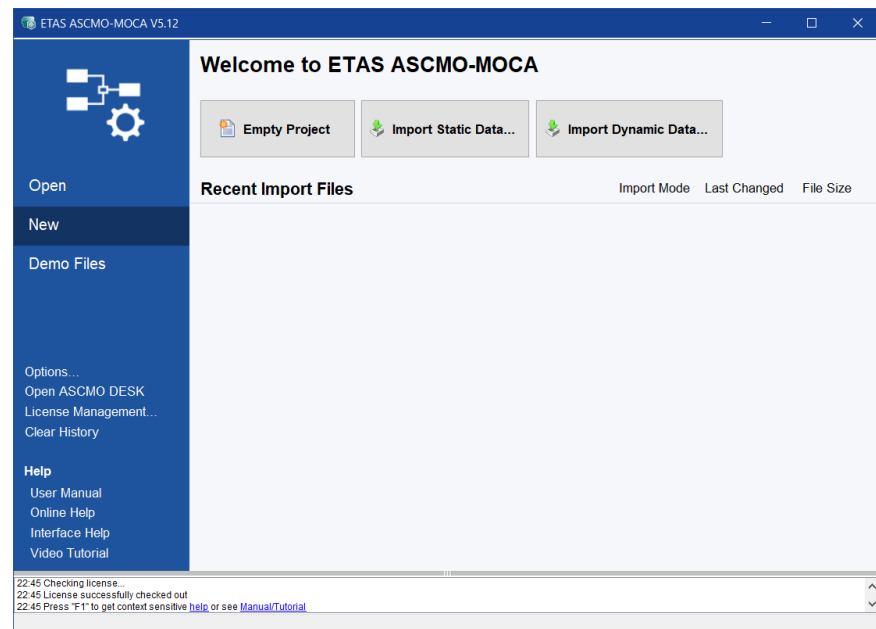 ETAS ASCMO-MOCA V5.12
Welcome to ETAS ASCMO-MOCA
Empty Project
Import Static Data...
Import Dynamic Data...
Open
New
Demo Files
Recent Import Files
Import Mode Last Changed File Size
Options...
Open ASCMO DESK
License Management...
Clear History
Help
User Manual
Online Help
Interface Help
Video Tutorial
22:45 Checking license...
22:45 License successfully checked out
22:45 Press "F1" to get context sensitive help or see Manual/Tutorial